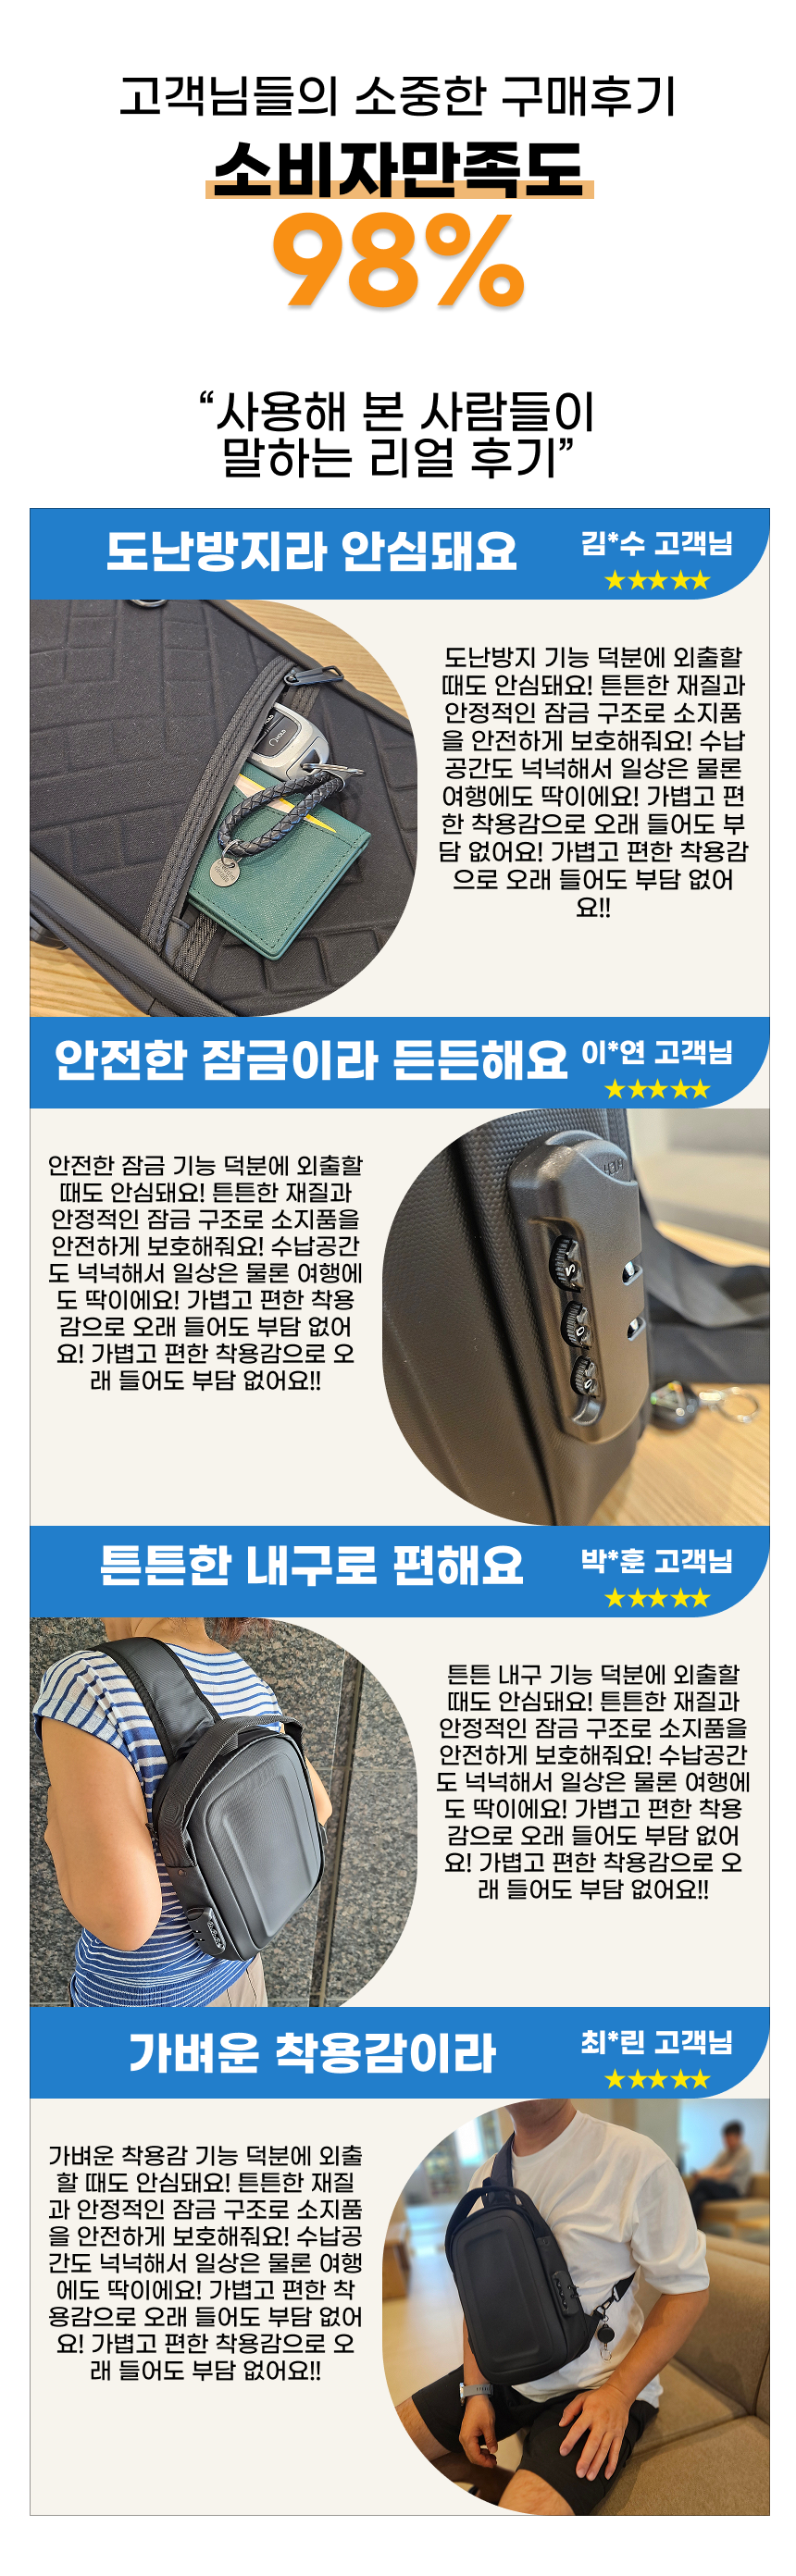 고객님들의 소중한 구매후기
소비자만족도
98%
“사용해 본 사람들이
말하는 리얼 후기”
도난방지라 안심돼요
김*수 고객님
★★★★★
도난방지 기능 덕분에 외출할
때도 안심돼요! 튼튼한 재질과
안정적인 잠금 구조로 소지품
을 안전하게 보호해줘요! 수납
공간도 넉넉해서 일상은 물론
여행에도 딱이에요! 가볍고 편
한 착용감으로 오래 들어도 부
담 없어요! 가볍고 편한 착용감
으로 오래 들어도 부담 없어
요!!
안전한 잠금이라 든든해요
이*연 고객님
★★★★★
안전한 잠금 기능 덕분에 외출할
때도 안심돼요! 튼튼한 재질과
안정적인 잠금 구조로 소지품을
안전하게 보호해줘요! 수납공간
도 넉넉해서 일상은 물론 여행에
도 딱이에요! 가볍고 편한 착용
감으로 오래 들어도 부담 없어
요! 가볍고 편한 착용감으로 오
래 들어도 부담 없어요!!
튼튼한 내구로 편해요
박*훈 고객님
★★★★★
튼튼 내구 기능 덕분에 외출할
때도 안심돼요! 튼튼한 재질과
안정적인 잠금 구조로 소지품을
안전하게 보호해줘요! 수납공간
도 넉넉해서 일상은 물론 여행에
도 딱이에요! 가볍고 편한 착용
감으로 오래 들어도 부담 없어
요! 가볍고 편한 착용감으로 오
래 들어도 부담 없어요!!
가벼운 착용감이라
최*린 고객님
★★★★★
가벼운 착용감 기능 덕분에 외출
할 때도 안심돼요! 튼튼한 재질
과 안정적인 잠금 구조로 소지품
을 안전하게 보호해줘요! 수납공
간도 넉넉해서 일상은 물론 여행
에도 딱이에요! 가볍고 편한 착
용감으로 오래 들어도 부담 없어
요! 가볍고 편한 착용감으로 오
래 들어도 부담 없어요!!